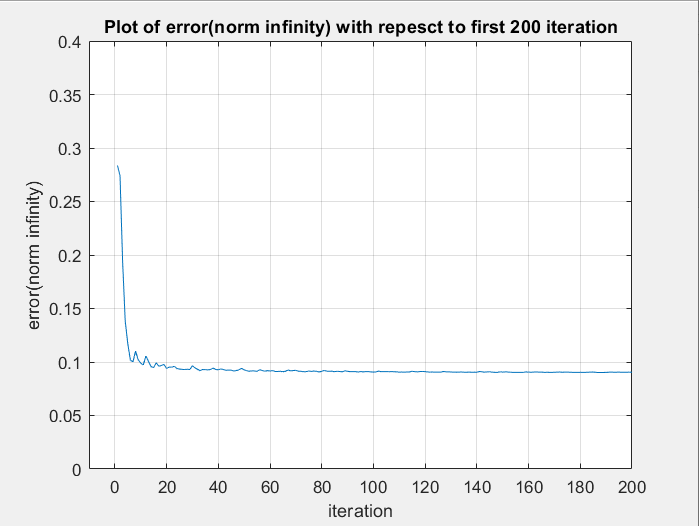 Plot of error(norm infinity) with repesct to first 200 iteration
0.4
0.35
0.3
0.25
0.2
0.15
0.1
0.05
0
error(norm infinity)
0 20 40 60 80 100 120 140 160 180 200
iteration